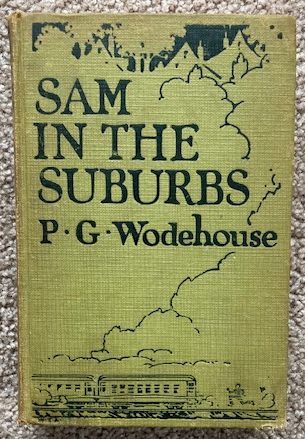 SAM
IN THE
SUBURBS
P·G·Wodehouse